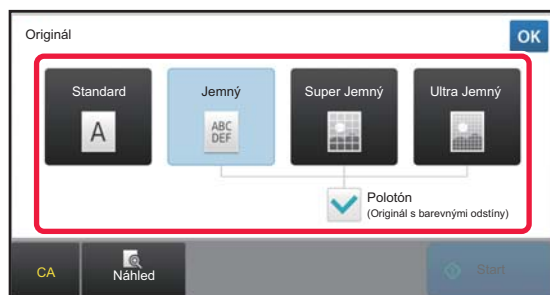 Originál
OK
Standard
Jemný
Super Jemný
Ultra Jemný
A
ABC
DEF
Polotón
(Originál s barevnými odstíny)
CA
Náhled
Start